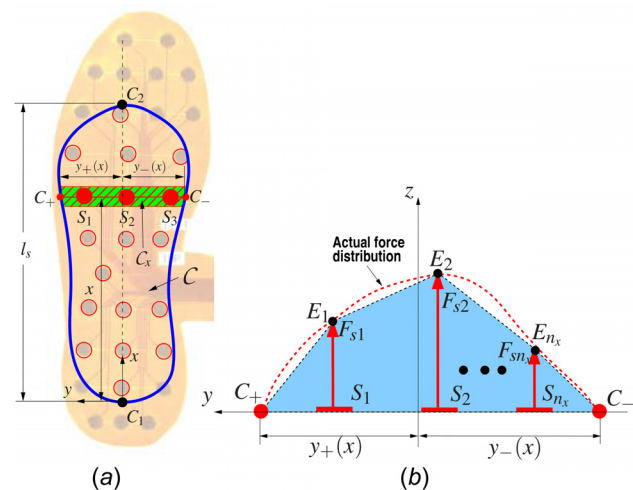 C₂
y₊(x) y₋(x)
C₊ C₋
S₁ S₂ S₃
Cₓ
C
lₛ
x
x
y
C₁
(a)
z
Actual force
distribution
E₁
E₂
Fₛ₁
Fₛ₂
Eₙₓ
Fₛₙₓ
C₊
S₁ S₂ Sₙₓ
C₋
y
y₊(x) y₋(x)
(b)